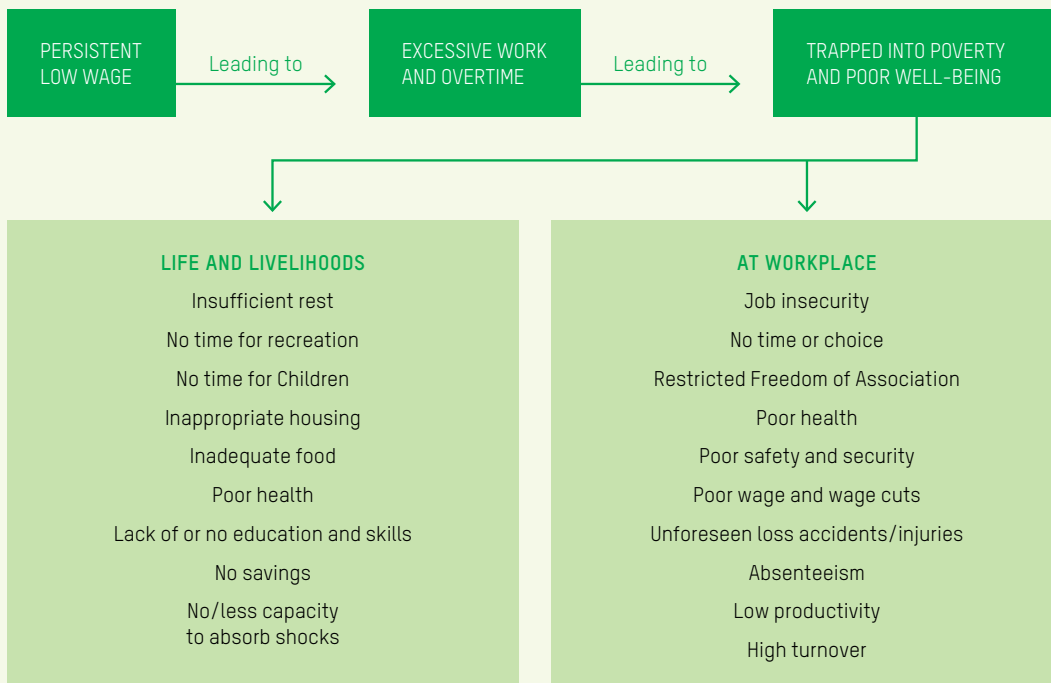 PERSISTENT
LOW WAGE
Leading to
EXCESSIVE WORK
AND OVERTIME
Leading to
TRAPPED INTO POVERTY
AND POOR WELL-BEING
LIFE AND LIVELIHOODS
Insufficient rest
No time for recreation
No time for Children
Inappropriate housing
Inadequate food
Poor health
Lack of or no education and skills
No savings
No/less capacity
to absorb shocks
AT WORKPLACE
Job insecurity
No time or choice
Restricted Freedom of Association
Poor health
Poor safety and security
Poor wage and wage cuts
Unforeseen loss accidents/injuries
Absenteeism
Low productivity
High turnover